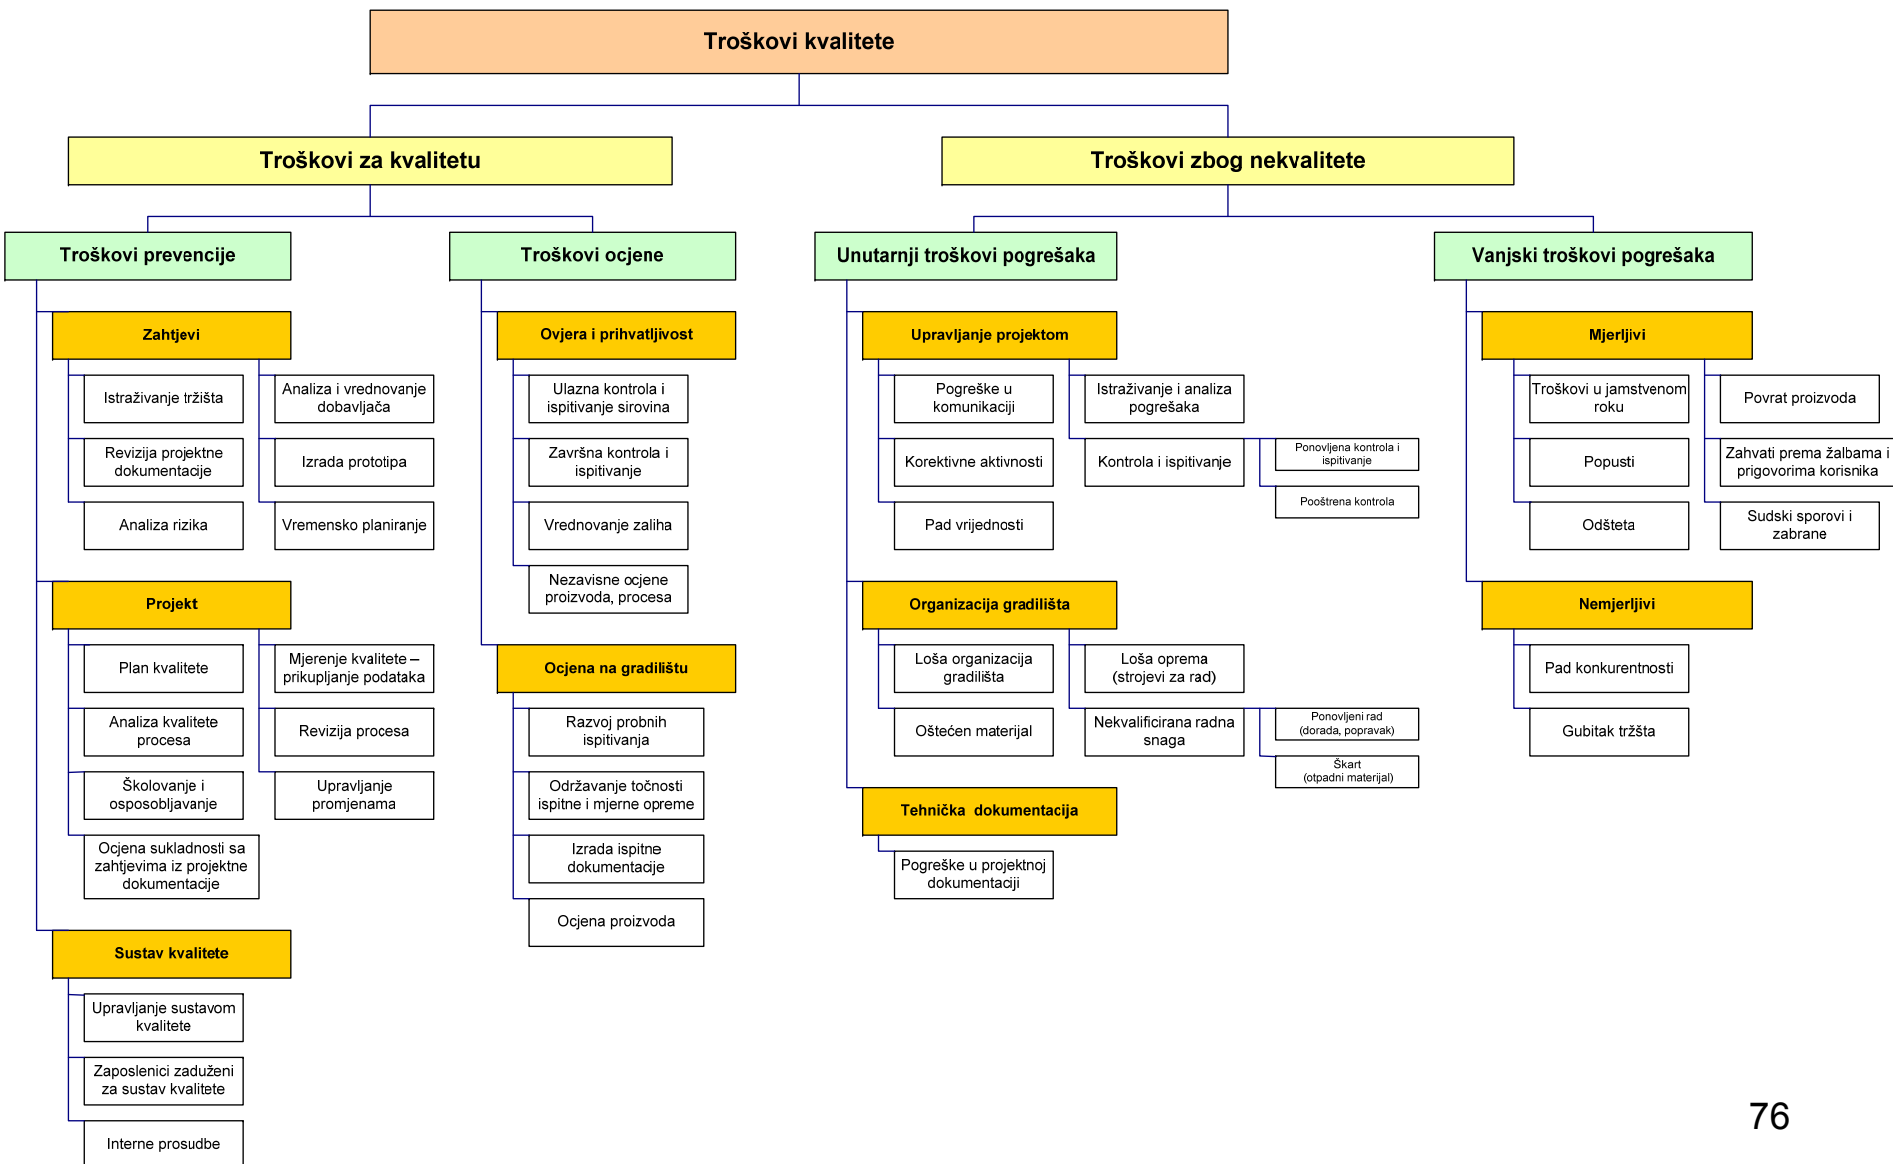 Troškovi kvalitete
Troškovi za kvalitetu
Troškovi zbog nekvalitete
Troškovi prevencije
Troškovi ocjene
Unutarnji troškovi pogrešaka
Vanjski troškovi pogrešaka
Zahtjevi
Istraživanje tržišta
Revizija projektne
dokumentacije
Analiza rizika
Analiza i vrednovanje
dobavljača
Izrada prototipa
Vremensko planiranje
Projekt
Plan kvalitete
Analiza kvalitete
procesa
Školovanje i
osposobljavanje
Ocjena sukladnosti sa
zahtjevima iz projektne
dokumentacije
Mjerenje kvalitete –
prikupljanje podataka
Revizija procesa
Upravljanje
promjenama
Sustav kvalitete
Upravljanje sustavom
kvalitete
Zaposlenici zaduženi
za sustav kvalitete
Interne prosudbe
Ovjera i prihvatljivost
Ulazna kontrola i
ispitivanje sirovina
Završna kontrola i
ispitivanje
Vrednovanje zaliha
Nezavisne ocjene
proizvoda, procesa
Ocjena na gradilištu
Razvoj probnih
ispitivanja
Održavanje točnosti
ispitne i mjerne opreme
Izrada ispitne
dokumentacije
Ocjena proizvoda
Upravljanje projektom
Pogreške u
komunikaciji
Korektivne aktivnosti
Pad vrijednosti
Istraživanje i analiza
pogrešaka
Kontrola i ispitivanje
Ponovljena kontrola i
ispitivanje
Pooštrena kontrola
Organizacija gradilišta
Loša organizacija
gradilišta
Oštećen materijal
Loša oprema
(strojevi za rad)
Nekvalificirana radna
snaga
Ponovljeni rad
(dorada, popravak)
Škart
(otpadni materijal)
Tehnička dokumentacija
Pogreške u projektnoj
dokumentaciji
Mjerljivi
Troškovi u jamstvenom
roku
Popusti
Odšteta
Povrat proizvoda
Zahvati prema žalbama i
prigovorima korisnika
Sudski sporovi i
zabrane
Nemjerljivi
Pad konkurentnosti
Gubitak tržšta
76